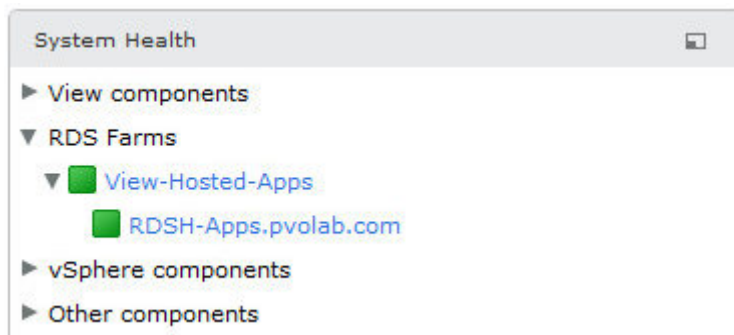 System Health
View components
RDS Farms
View-Hosted-Apps
RDSH-Apps.pvolab.com
vSphere components
Other components